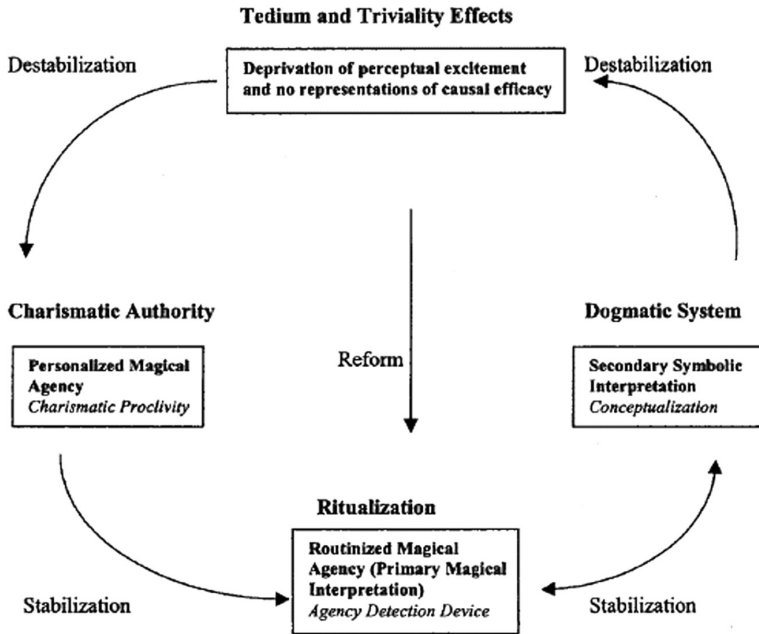 Tedium and Triviality Effects
Destabilization
Deprivation of perceptual excitement
and no representations of causal efficacy
Destabilization
Charismatic Authority
Personalized Magical
Agency
Charismatic Proclivity
Reform
Dogmatic System
Secondary Symbolic
Interpretation
Conceptualization
Ritualization
Routinized Magical
Agency (Primary Magical
Interpretation)
Agency Detection Device
Stabilization
Stabilization